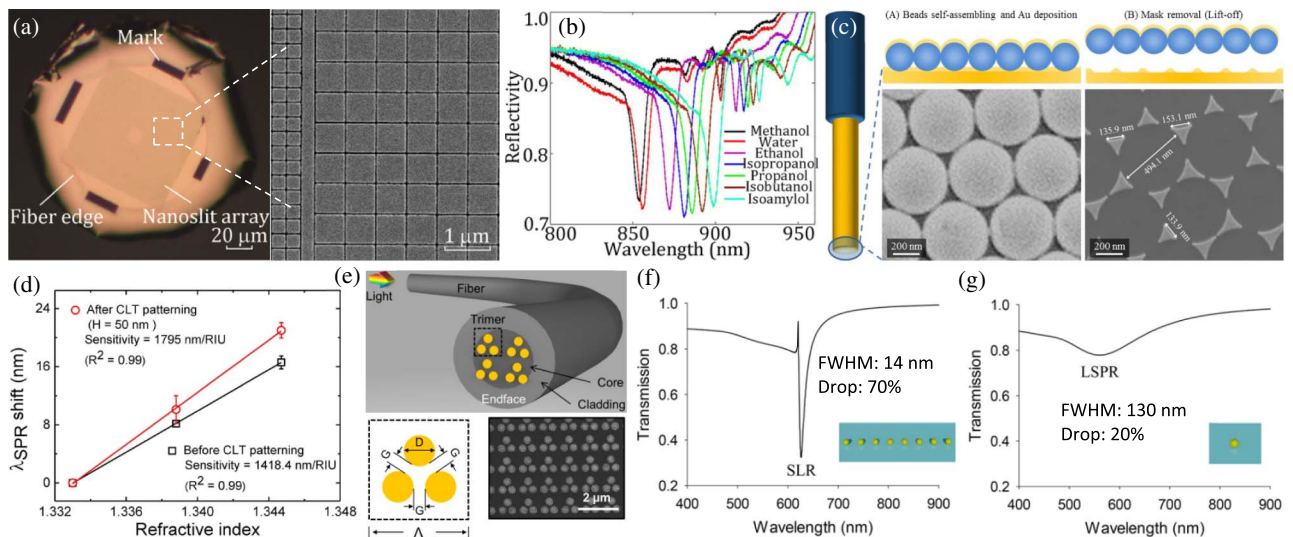 (a)
Mark
Fiber edge
Nanoslit array
20 μm
1 μm
(b)
Reflectivity
1.0
0.9
0.8
0.7
Methanol
Water
Ethanol
Isopropanol
Propanol
Isobutanol
Isoamylol
800
850
900
950
Wavelength (nm)
(c)
(A) Beads self-assembling and Au deposition
(B) Mask removal (Lift-off)
200 nm
135.9 nm
153.1 nm
494.1 nm
133.9 nm
200 nm
(d)
λSPR shift (nm)
24
16
8
0
After CLT patterning
(H = 50 nm )
Sensitivity = 1795 nm/RIU
(R2 = 0.99)
Before CLT patterning
Sensitivity = 1418.4 nm/RIU
(R2 = 0.99)
1.332
1.336
1.340
1.344
1.348
Refractive index
(e)
Light
Fiber
Trimer
Core
Endface
Cladding
D
G
G
G
Λ
2 μm
(f)
Transmission
1.0
0.8
0.6
0.4
0.2
FWHM: 14 nm
Drop: 70%
SLR
400
500
600
700
800
900
Wavelength (nm)
(g)
Transmission
1.0
0.8
0.6
0.4
0.2
LSPR
FWHM: 130 nm
Drop: 20%
400
500
600
700
800
900
Wavelength (nm)